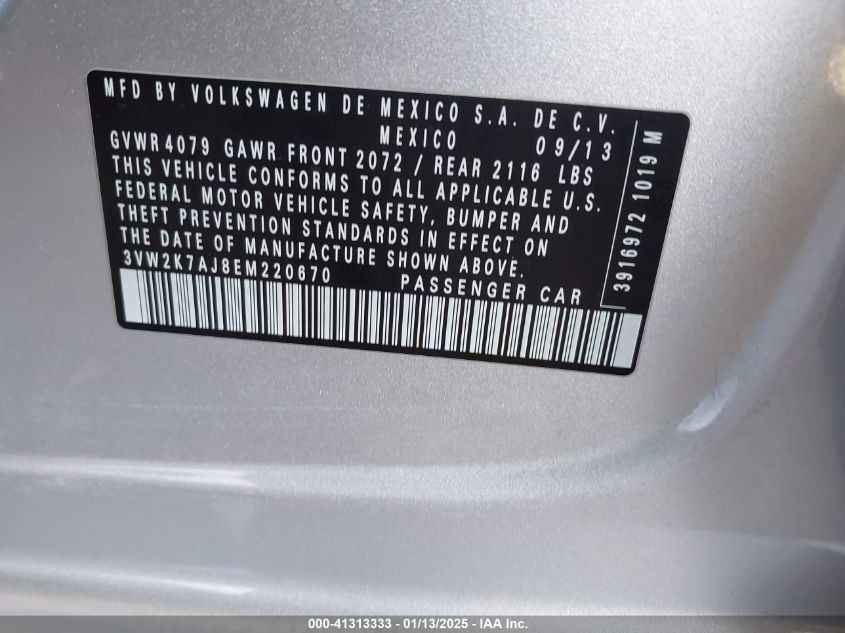 MFD BY VOLKSWAGEN DE MEXICO S.A. DE C.V.
MEXICO 09/13
GVWR 4079 GAWR FRONT 2072 / REAR 2116 LBS
THIS VEHICLE CONFORMS TO ALL APPLICABLE U.S.
FEDERAL MOTOR VEHICLE SAFETY, BUMPER AND
THEFT PREVENTION STANDARDS IN EFFECT ON
THE DATE OF MANUFACTURE SHOWN ABOVE.
3VW2K7AJ8EM220670 PASSENGER CAR
3916972 1019 M
000-41313333 - 01/13/2025 - IAA Inc.